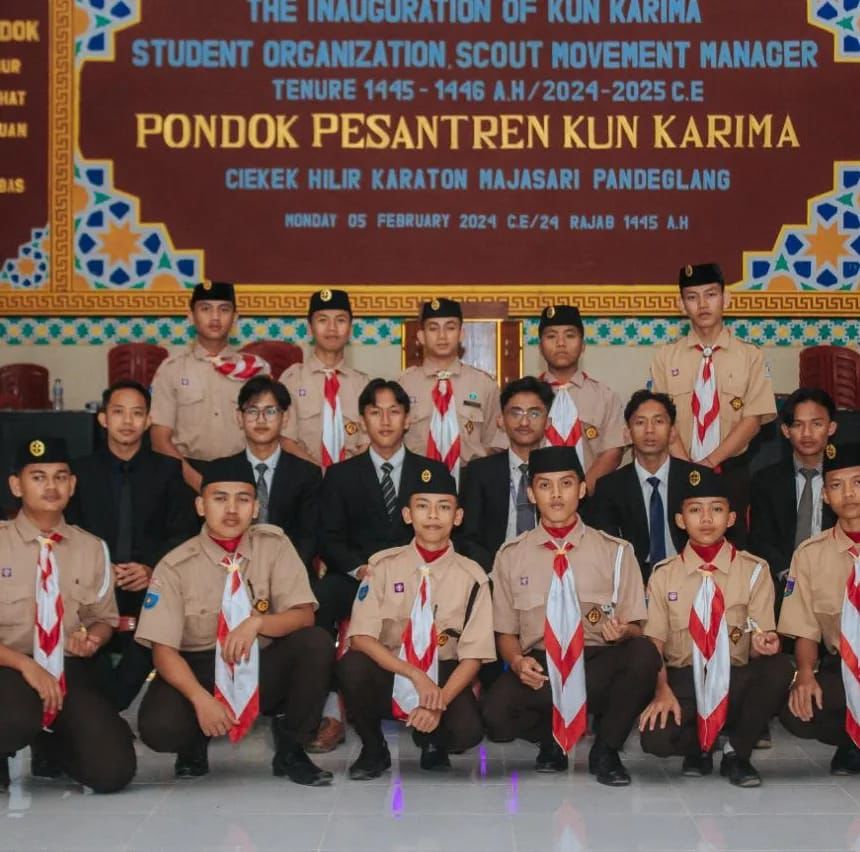 THE INAUGURATION OF KUN KARIMA
STUDENT ORGANIZATION, SCOUT MOVEMENT MANAGER
TENURE 1445 - 1446 A.H/2024-2025 C.E
PONDOK PESANTREN KUN KARIMA
CIEKEK HILIR KARATON MAJASARI PANDEGLANG
MONDAY 05 FEBRUARY 2024 C.E/24 RAJAB 1445 A.H